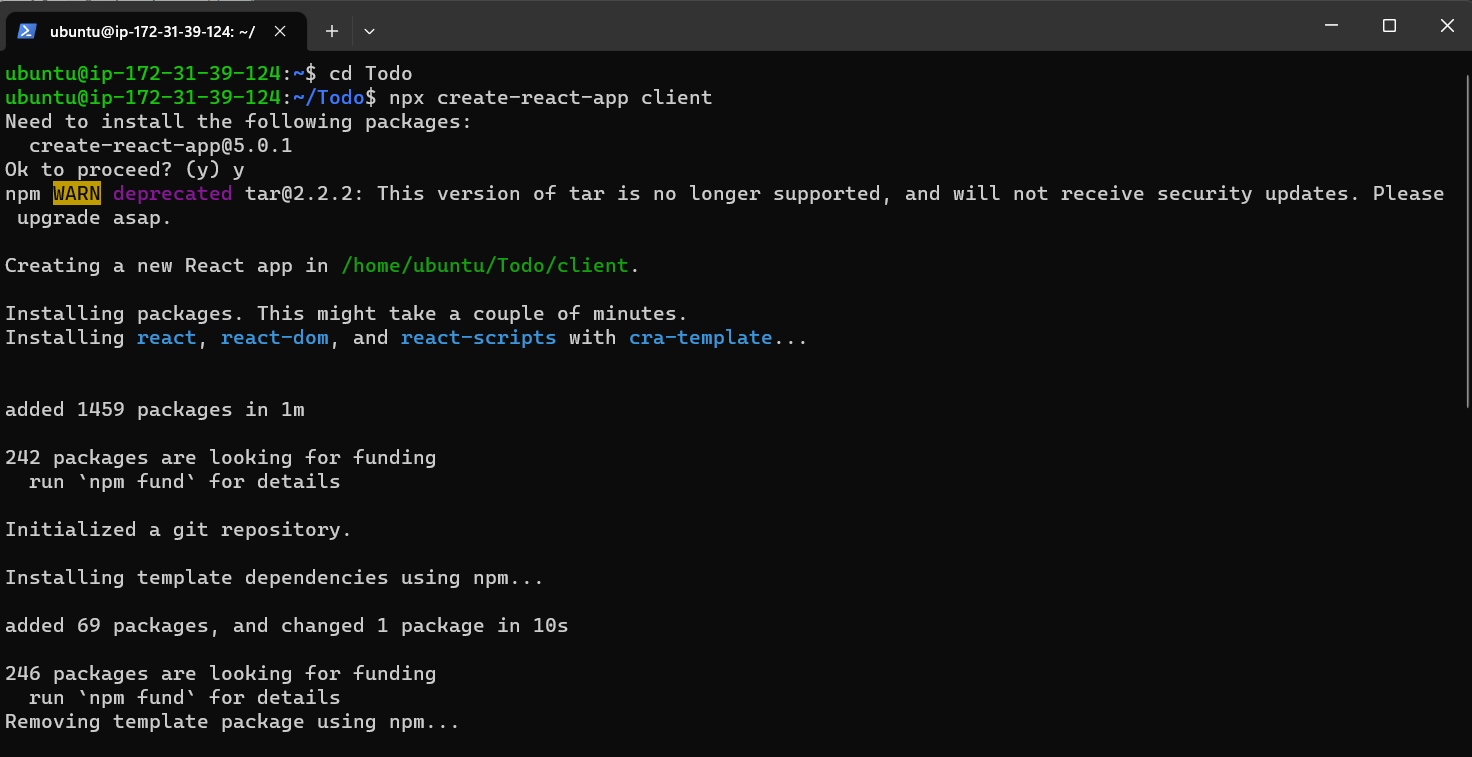 ubuntu@ip-172-31-39-124: ~/
ubuntu@ip-172-31-39-124:~$ cd Todo
ubuntu@ip-172-31-39-124:~/Todo$ npx create-react-app client
Need to install the following packages:
  create-react-app@5.0.1
Ok to proceed? (y) y
npm WARN deprecated tar@2.2.2: This version of tar is no longer supported, and will not receive security updates. Please
 upgrade asap.
Creating a new React app in /home/ubuntu/Todo/client.
Installing packages. This might take a couple of minutes.
Installing react, react-dom, and react-scripts with cra-template...
added 1459 packages in 1m
242 packages are looking for funding
  run `npm fund` for details
Initialized a git repository.
Installing template dependencies using npm...
added 69 packages, and changed 1 package in 10s
246 packages are looking for funding
  run `npm fund` for details
Removing template package using npm...